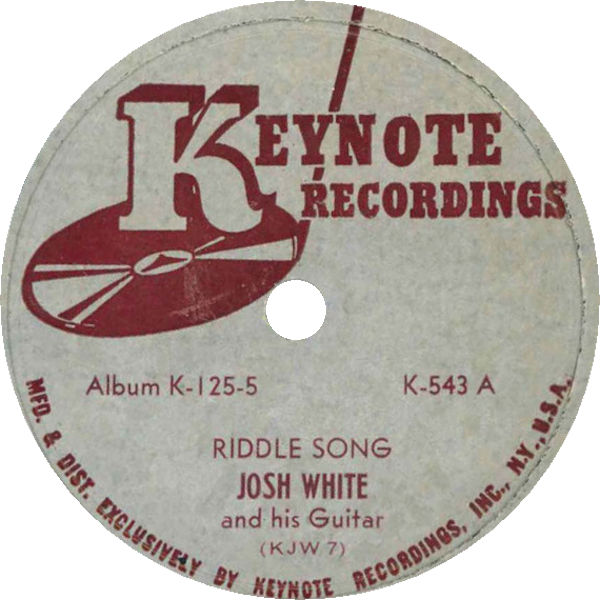 KEYNOTE
RECORDINGS
Album K-125-5
K-543 A
RIDDLE SONG
JOSH WHITE
and his Guitar
(KJW 7)
MFD. & DIST. EXCLUSIVELY BY KEYNOTE RECORDINGS, INC., N.Y., U.S.A.